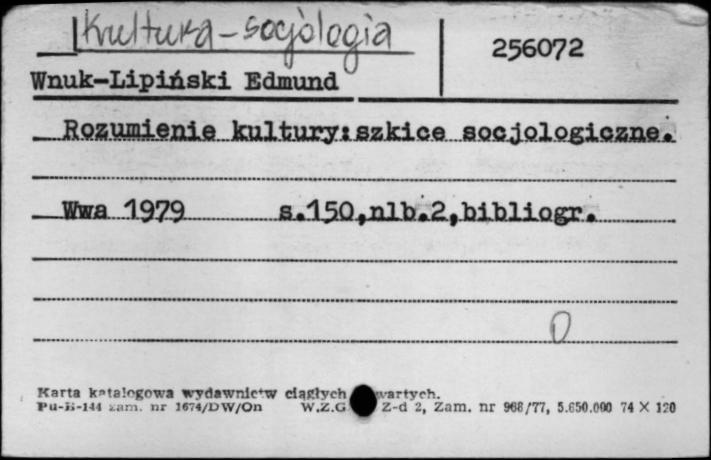 Kultura - socjologia
256072
Wnuk-Lipiński Edmund
Rozumienie kultury:szkice socjologiczne.
Wwa 1979 s.150,nlb.2,bibliogr.
0
Karta katalogowa wydawnictw ciągłych wartych.
Pu-B-144 zam. nr 1674/DW/On W.Z.G Z-d 2, Zam. nr 968/77, 5.650.000 74 X 120